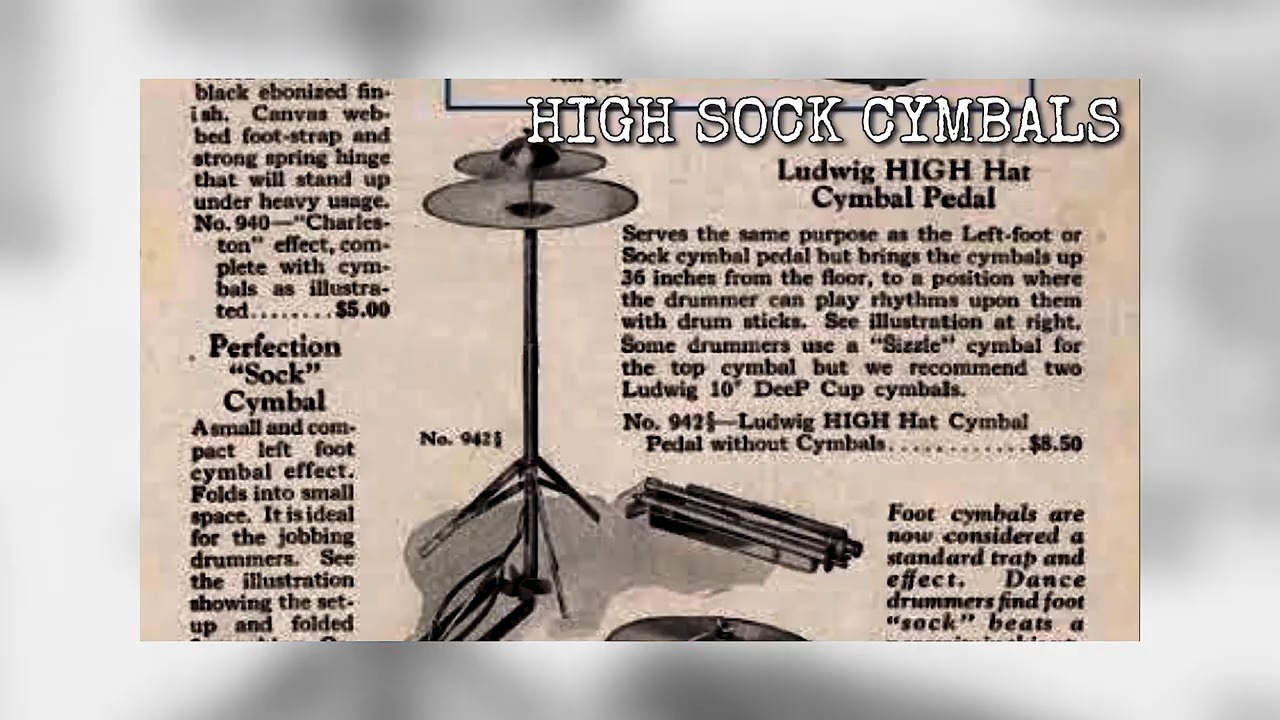 HIGH SOCK CYMBALS
black ebonized fin-
ish. Canvas web-
bed foot-strap and
strong spring hinge
that will stand up
under heavy usage.
No. 940—"Charles-
ton" effect, com-
plete with cym-
bals as illustra-
ted........$5.00
Perfection
"Sock"
Cymbal
A small and com-
pact left foot
cymbal effect.
Folds into small
space. It is ideal
for the jobbing
drummers. See
the illustration
showing the set-
up and folded
No. 942§
Ludwig HIGH Hat
Cymbal Pedal
Serves the same purpose as the Left-foot or
Sock cymbal pedal but brings the cymbals up
36 inches from the floor, to a position where
the drummer can play rhythms upon them
with drum sticks. See illustration at right.
Some drummers use a "Sizzle" cymbal for
the top cymbal but we recommend two
Ludwig 10" DeeP Cup cymbals.
No. 942§—Ludwig HIGH Hat Cymbal
Pedal without Cymbals............$8.50
Foot cymbals are
now considered a
standard trap and
effect. Dance
drummers find foot
"sock" beats a